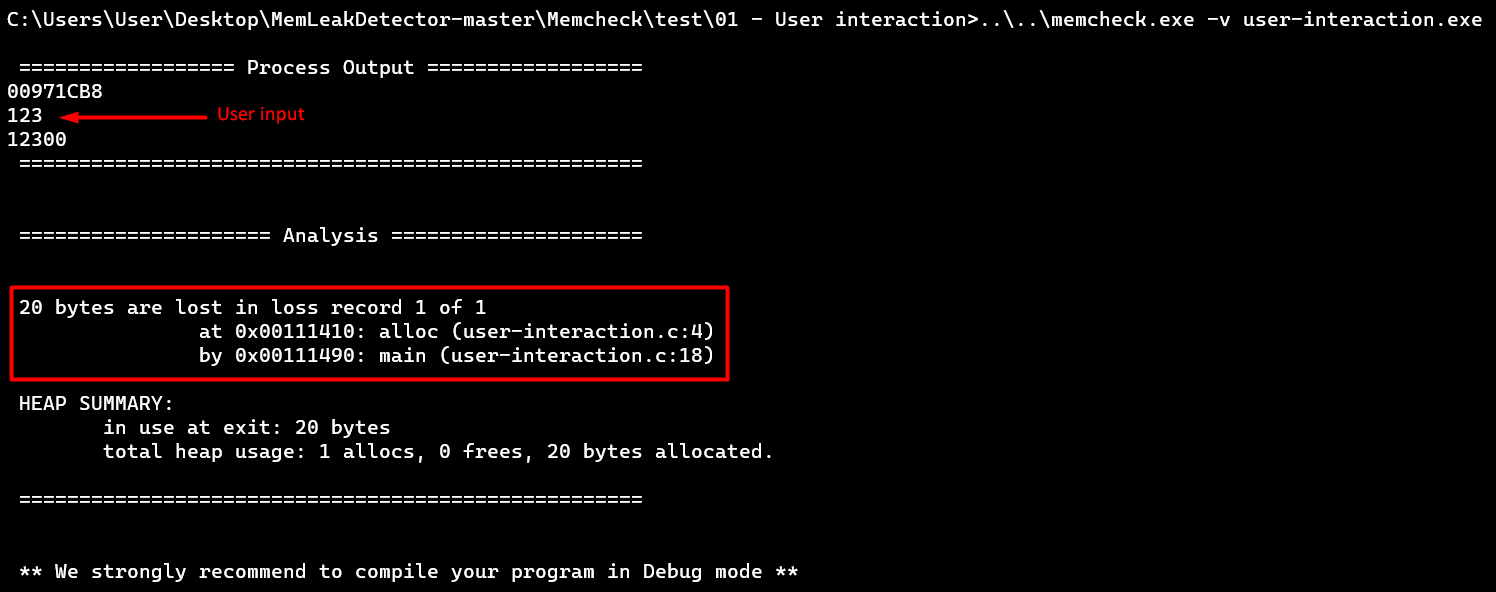 C:\Users\User\Desktop\MemLeakDetector-master\Memcheck\test\01 - User interaction>..\..\memcheck.exe -v user-interaction.exe
================== Process Output ==================
00971CB8
123 User input
12300
====================================================
===================== Analysis =====================
20 bytes are lost in loss record 1 of 1
at 0x00111410: alloc (user-interaction.c:4)
by 0x00111490: main (user-interaction.c:18)
HEAP SUMMARY:
in use at exit: 20 bytes
total heap usage: 1 allocs, 0 frees, 20 bytes allocated.
====================================================
** We strongly recommend to compile your program in Debug mode **